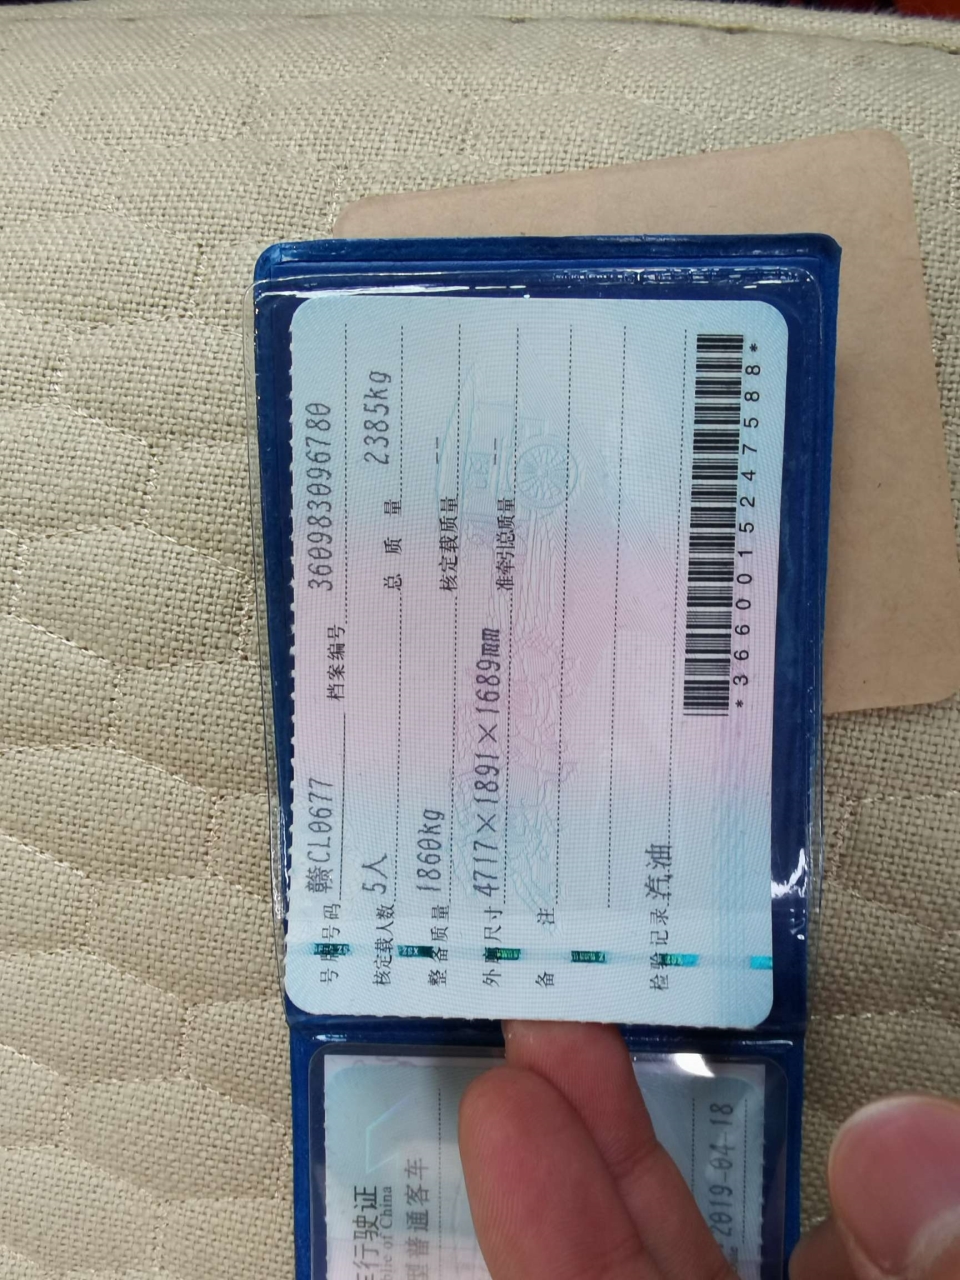 号牌号码 赣CL0677 档案编号 360983096780
核定载人数 5人 总质量 2385kg
整备质量 1860kg 核定载质量 --
外廓尺寸 4717×1891×1689mm 准牵引总质量 --
备注
检验记录 汽油
*3660015247588*
行驶证
of China
型普通客车
2019-04-18